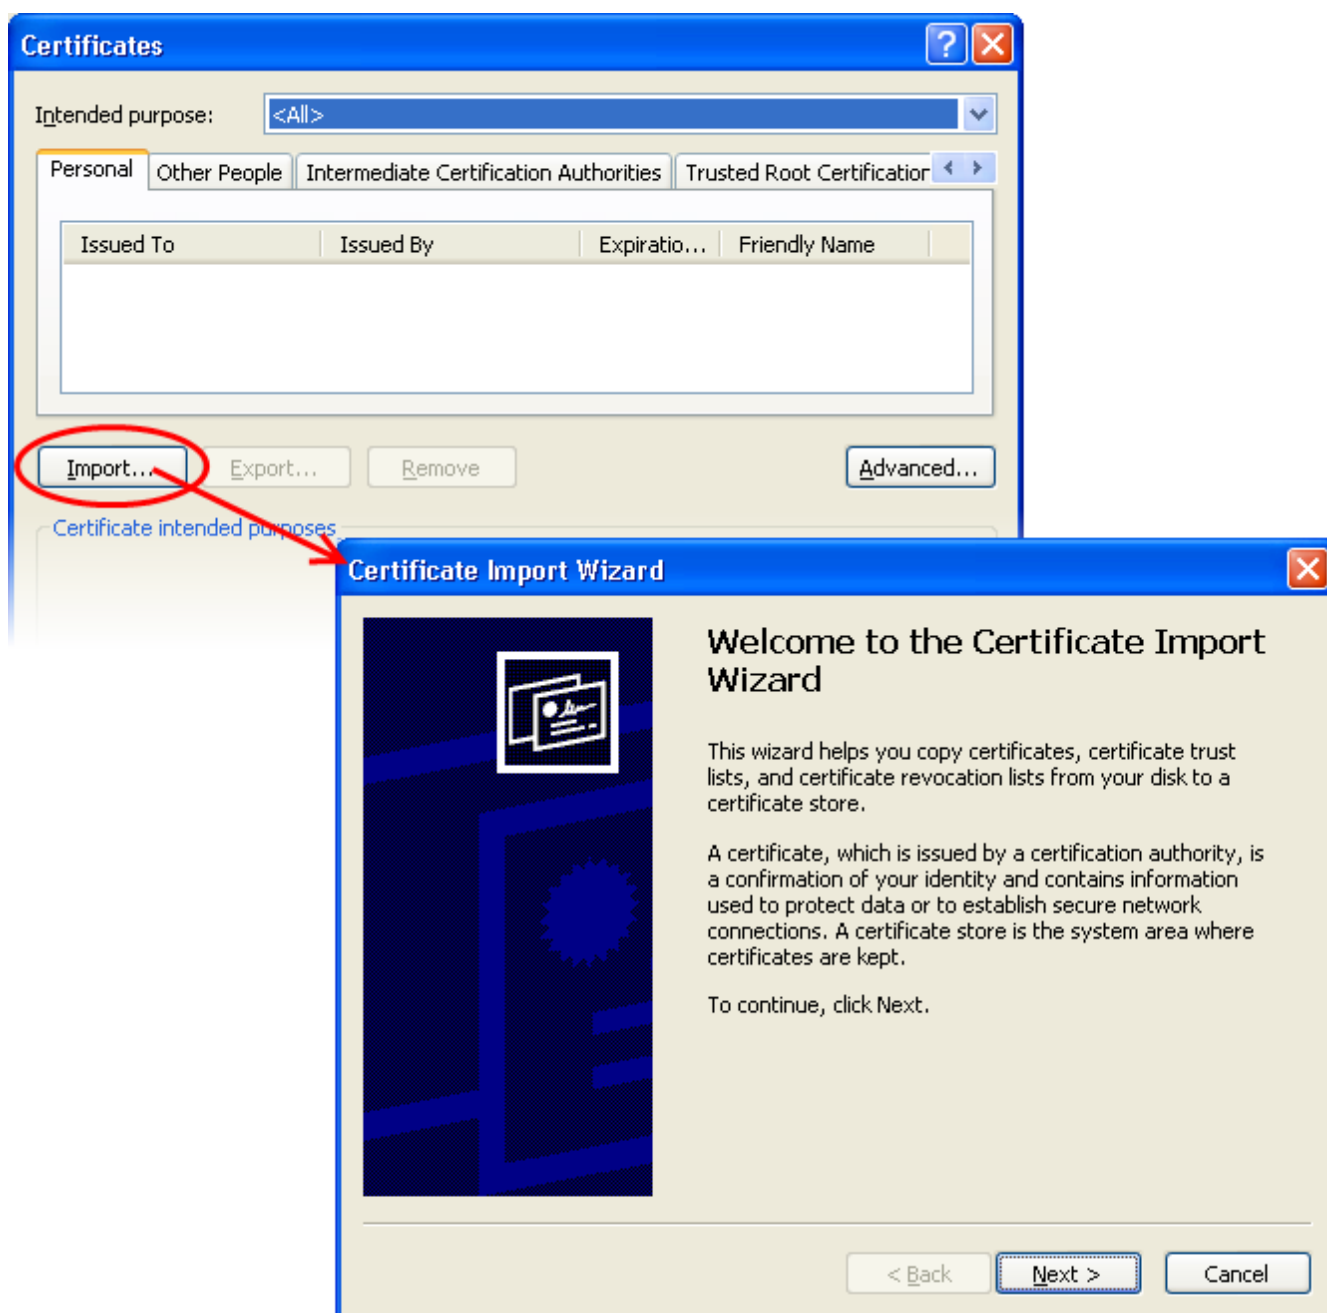 Certificates
Intended purpose:
<All>
Personal
Other People
Intermediate Certification Authorities
Trusted Root Certification
Issued To
Issued By
Expiratio...
Friendly Name
Import...
Export...
Remove
Advanced...
Certificate intended purposes
Certificate Import Wizard
Welcome to the Certificate Import
Wizard
This wizard helps you copy certificates, certificate trust
lists, and certificate revocation lists from your disk to a
certificate store.
A certificate, which is issued by a certification authority, is
a confirmation of your identity and contains information
used to protect data or to establish secure network
connections. A certificate store is the system area where
certificates are kept.
To continue, click Next.
< Back
Next >
Cancel